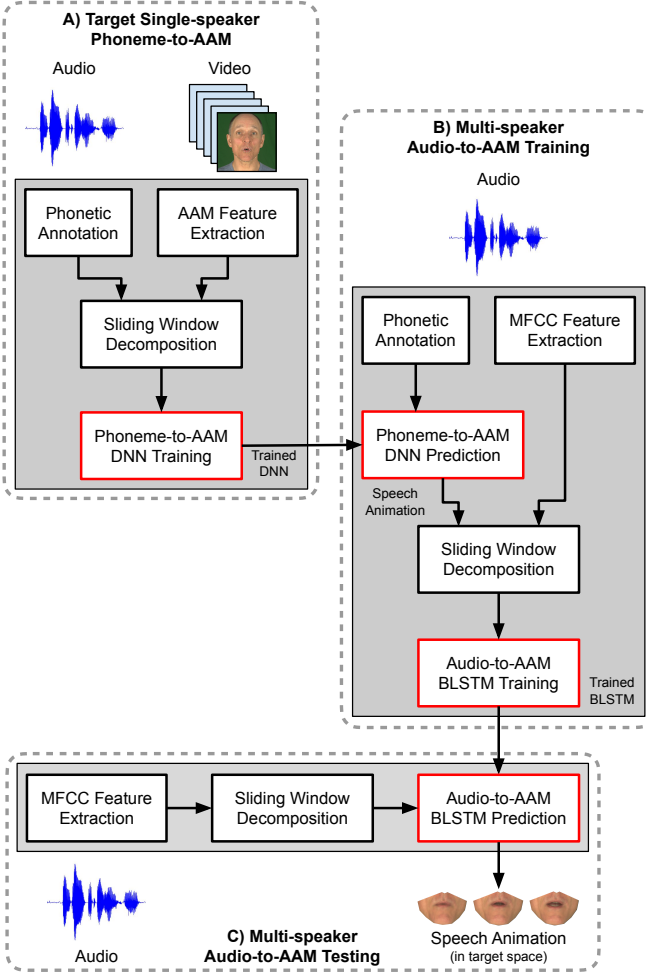 A) Target Single-speaker
Phoneme-to-AAM
Audio
Video
Phonetic
Annotation
AAM Feature
Extraction
Sliding Window
Decomposition
Phoneme-to-AAM
DNN Training
Trained
DNN
B) Multi-speaker
Audio-to-AAM Training
Audio
Phonetic
Annotation
MFCC Feature
Extraction
Phoneme-to-AAM
DNN Prediction
Speech
Animation
Sliding Window
Decomposition
Audio-to-AAM
BLSTM Training
Trained
BLSTM
MFCC Feature
Extraction
Sliding Window
Decomposition
Audio-to-AAM
BLSTM Prediction
Audio
C) Multi-speaker
Audio-to-AAM Testing
Speech Animation
(in target space)